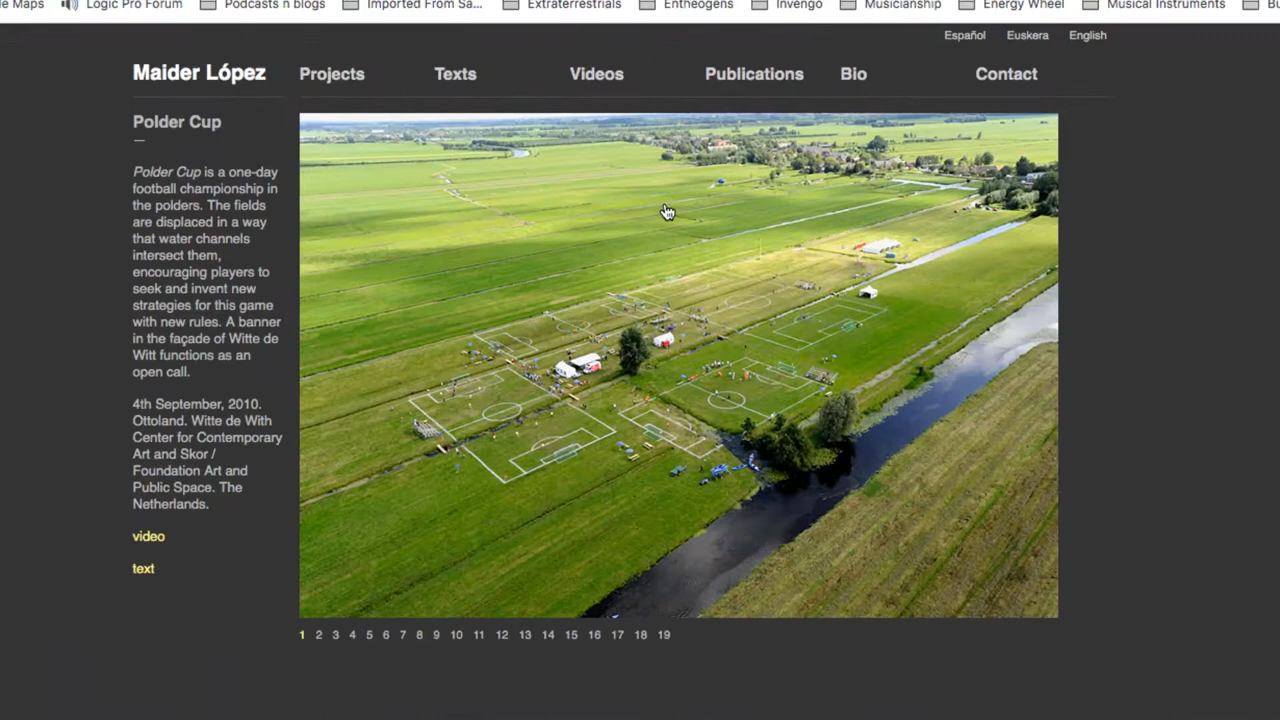 le Maps Logic Pro Forum Podcasts n blogs Imported From Sa... Extraterrestrials Entheogens Invengo Musicianship Energy Wheel Musical Instruments Bu
Español Euskera English
Maider López Projects Texts Videos Publications Bio Contact
Polder Cup
—
Polder Cup is a one-day
football championship in
the polders. The fields
are displaced in a way
that water channels
intersect them,
encouraging players to
seek and invent new
strategies for this game
with new rules. A banner
in the façade of Witte de
Witt functions as an
open call.
4th September, 2010.
Ottoland. Witte de With
Center for Contemporary
Art and Skor /
Foundation Art and
Public Space. The
Netherlands.
video
text
1 2 3 4 5 6 7 8 9 10 11 12 13 14 15 16 17 18 19